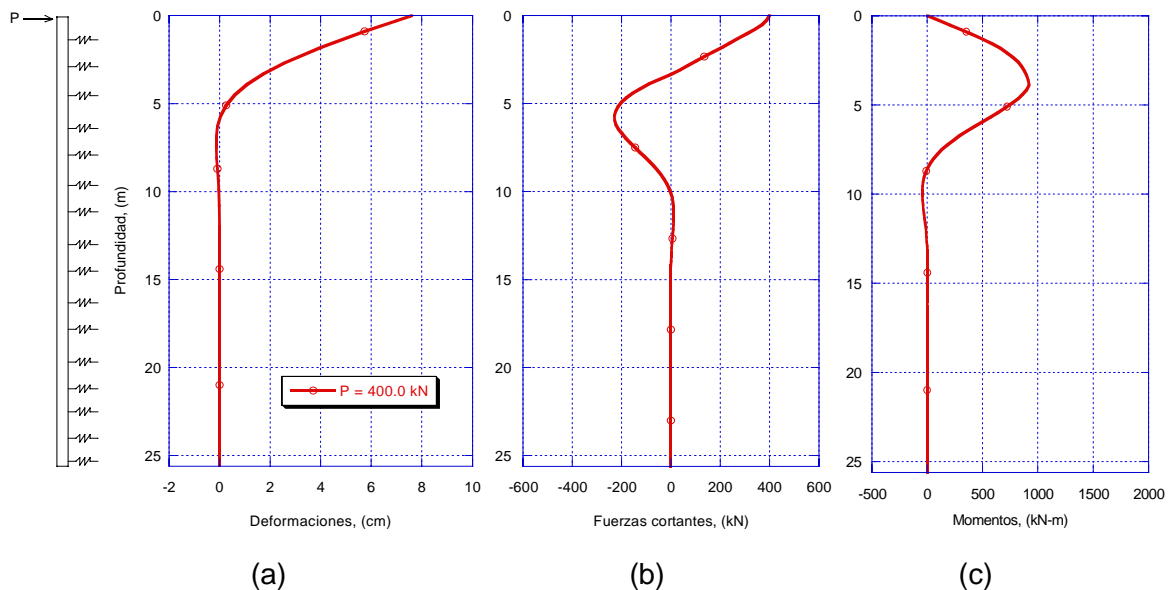 P
0
5
10
15
20
25
Profundidad, (m)
-2 0 2 4 6 8 10
Deformaciones, (cm)
P = 400.0 kN
(a)
0
5
10
15
20
25
-600 -400 -200 0 200 400 600
Fuerzas cortantes, (kN)
(b)
0
5
10
15
20
25
-500 0 500 1000 1500 2000
Momentos, (kN-m)
(c)